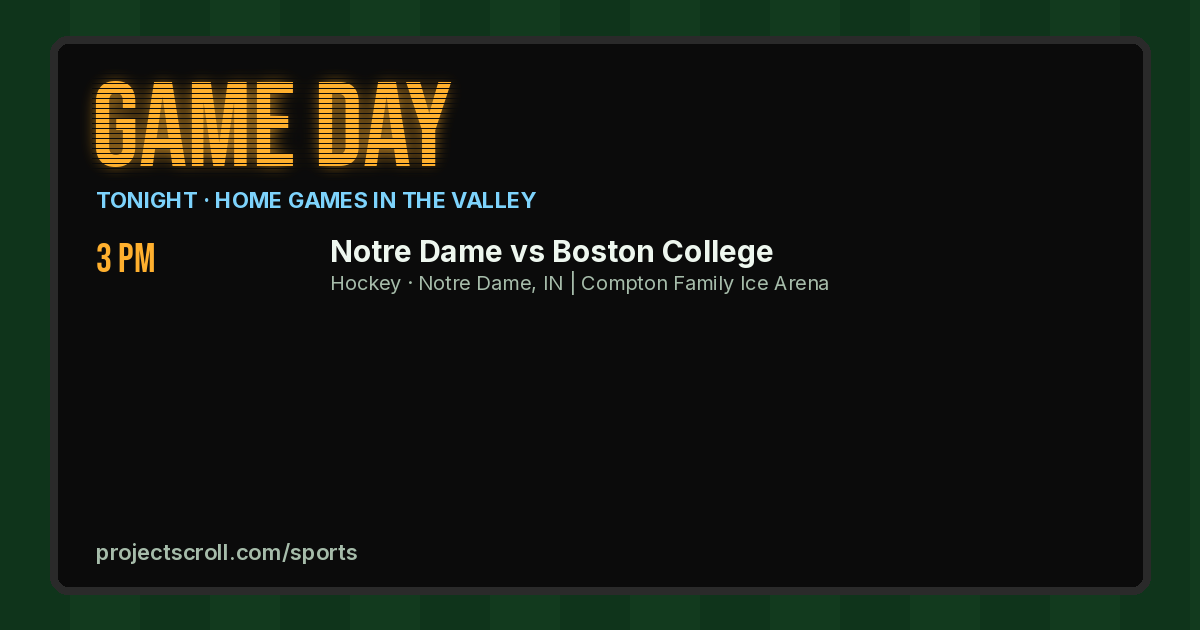 GAME DAY
TONIGHT · HOME GAMES IN THE VALLEY
3 PM
Notre Dame vs Boston College
Hockey · Notre Dame, IN | Compton Family Ice Arena
projectscroll.com/sports